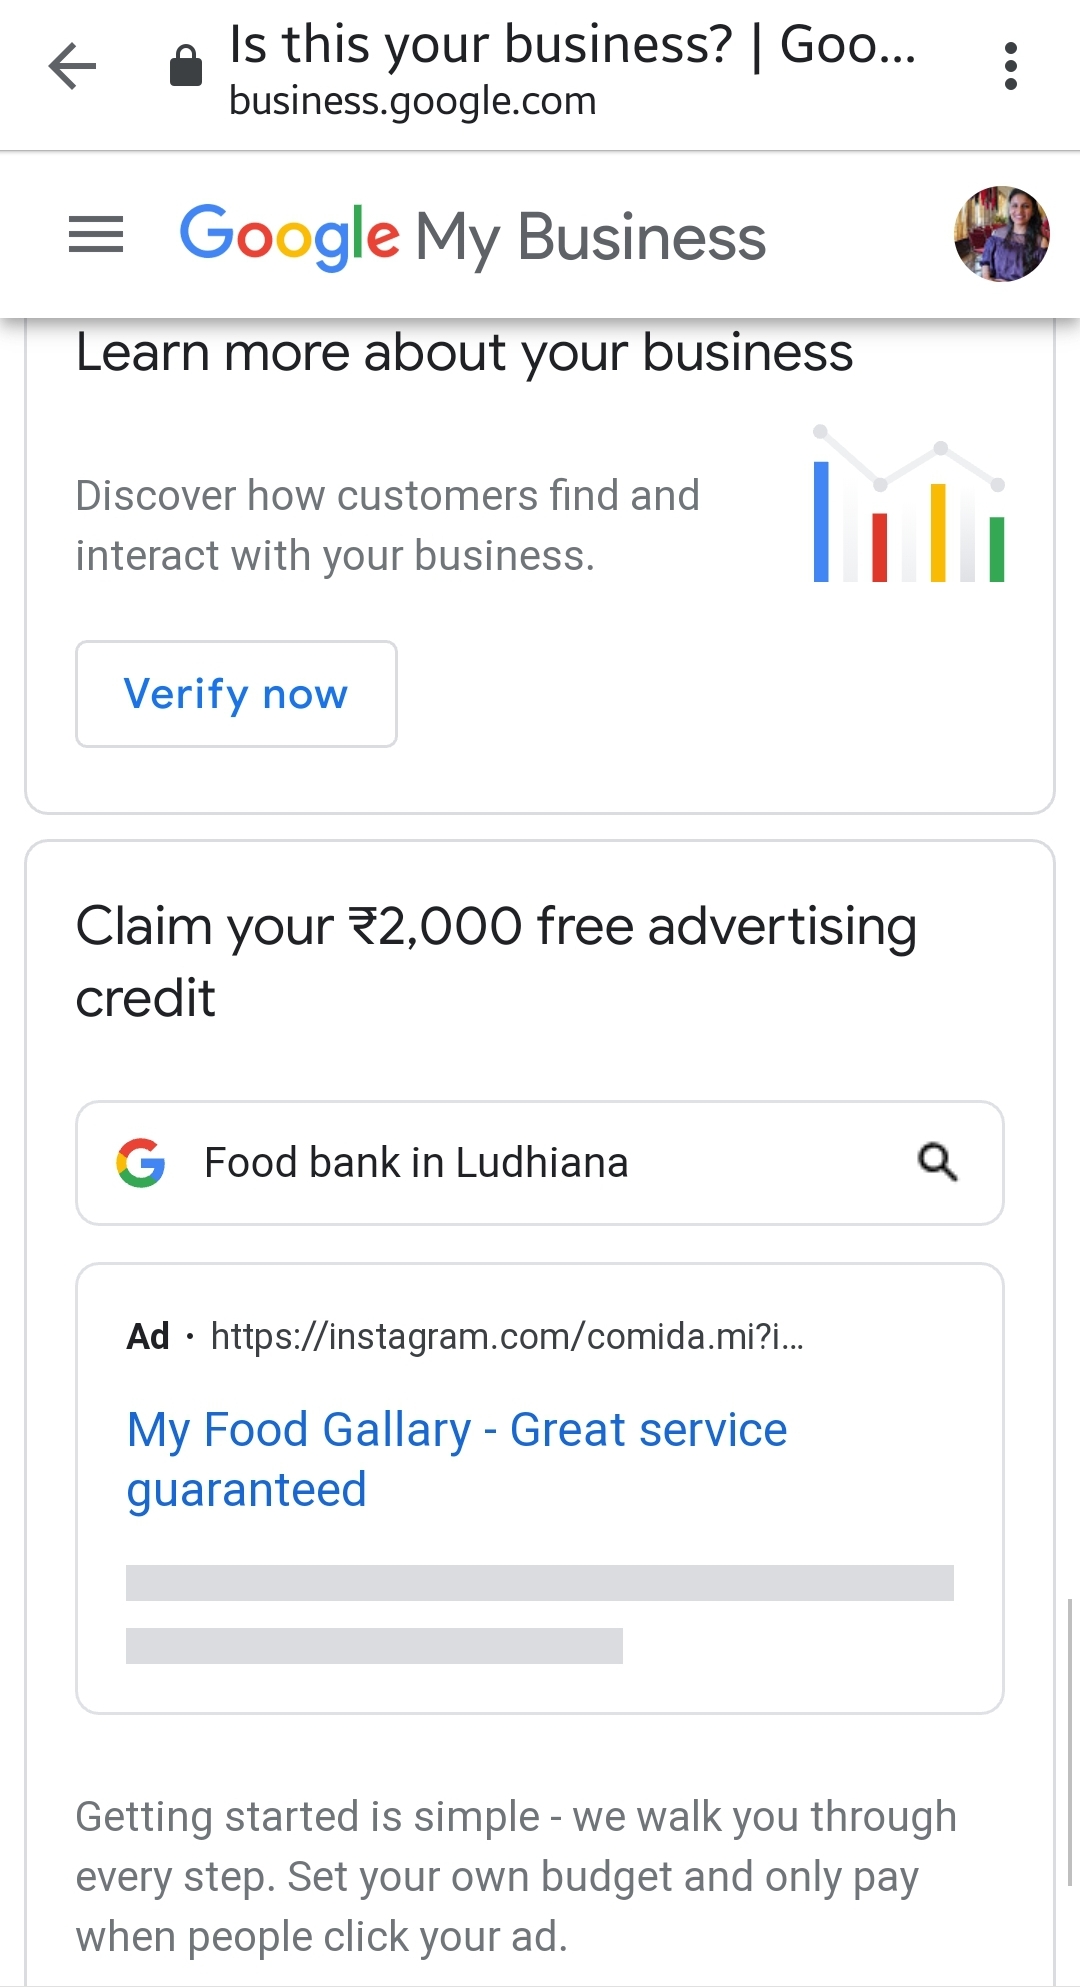 Is this your business? | Goo...
business.google.com
Google My Business
Learn more about your business
Discover how customers find and
interact with your business.
Verify now
Claim your ₹2,000 free advertising
credit
Food bank in Ludhiana
Ad · https://instagram.com/comida.mi?i...
My Food Gallary - Great service
guaranteed
Getting started is simple - we walk you through
every step. Set your own budget and only pay
when people click your ad.